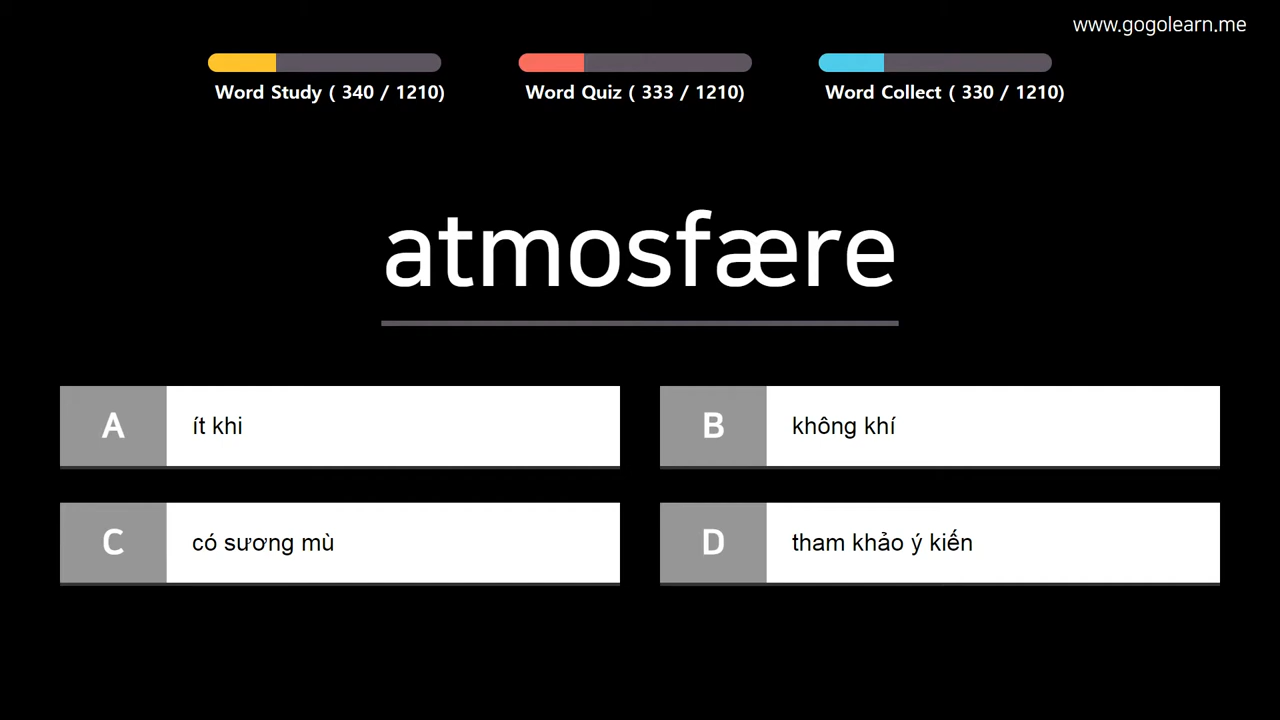 www.gogolearn.me
Word Study ( 340 / 1210)
Word Quiz ( 333 / 1210)
Word Collect ( 330 / 1210)
atmosfære
A ít khi
B không khí
C có sương mù
D tham khảo ý kiến